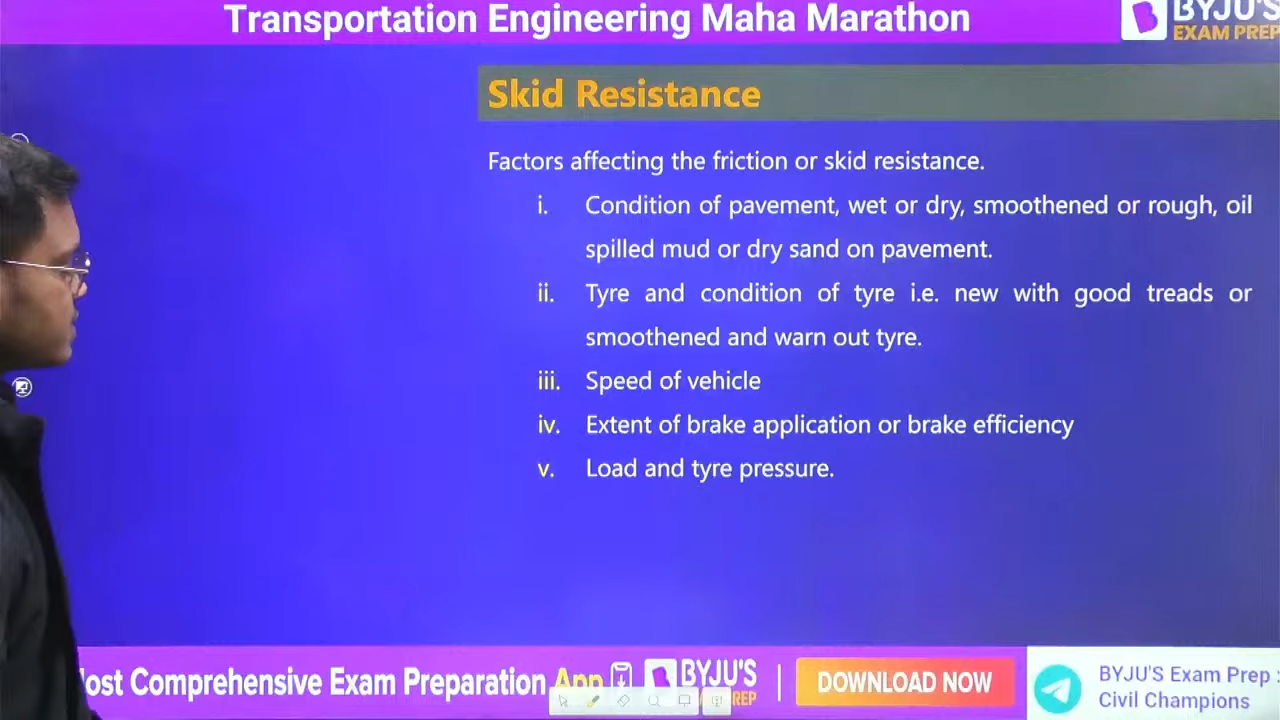 Transportation Engineering Maha Marathon
BYJU'S
EXAM PREP
Skid Resistance
Factors affecting the friction or skid resistance.
i. Condition of pavement, wet or dry, smoothened or rough, oil
spilled mud or dry sand on pavement.
ii. Tyre and condition of tyre i.e. new with good treads or
smoothened and warn out tyre.
iii. Speed of vehicle
iv. Extent of brake application or brake efficiency
v. Load and tyre pressure.
Comprehensive Exam Preparation App
BYJU'S
DOWNLOAD NOW
BYJU'S Exam Prep :
Civil Champions